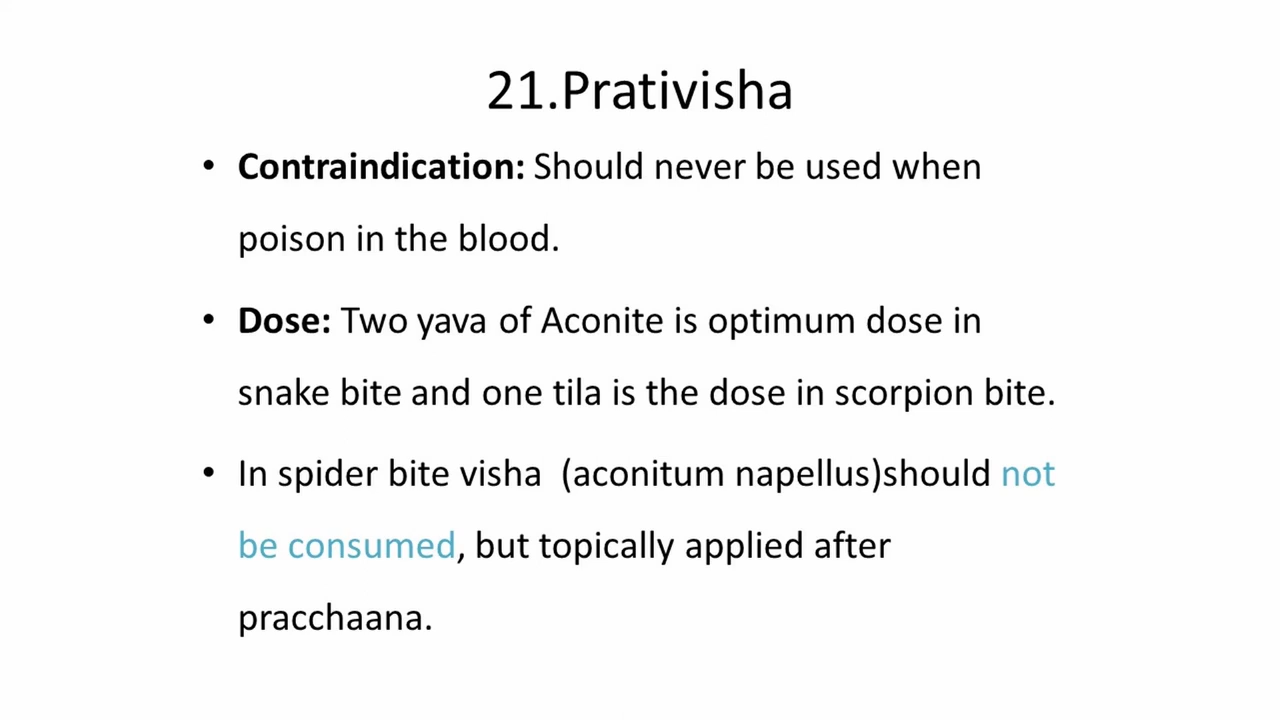 21.Prativisha
• Contraindication: Should never be used when
poison in the blood.
• Dose: Two yava of Aconite is optimum dose in
snake bite and one tila is the dose in scorpion bite.
• In spider bite visha (aconitum napellus)should not
be consumed, but topically applied after
pracchaana.